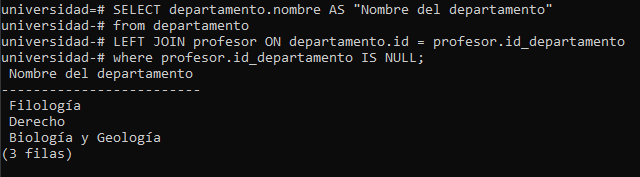 universidad=# SELECT departamento.nombre AS "Nombre del departamento"
universidad-# from departamento
universidad-# LEFT JOIN profesor ON departamento.id = profesor.id_departamento
universidad-# where profesor.id_departamento IS NULL;
 Nombre del departamento
-------------------------
 Filología
 Derecho
 Biología y Geología
(3 filas)